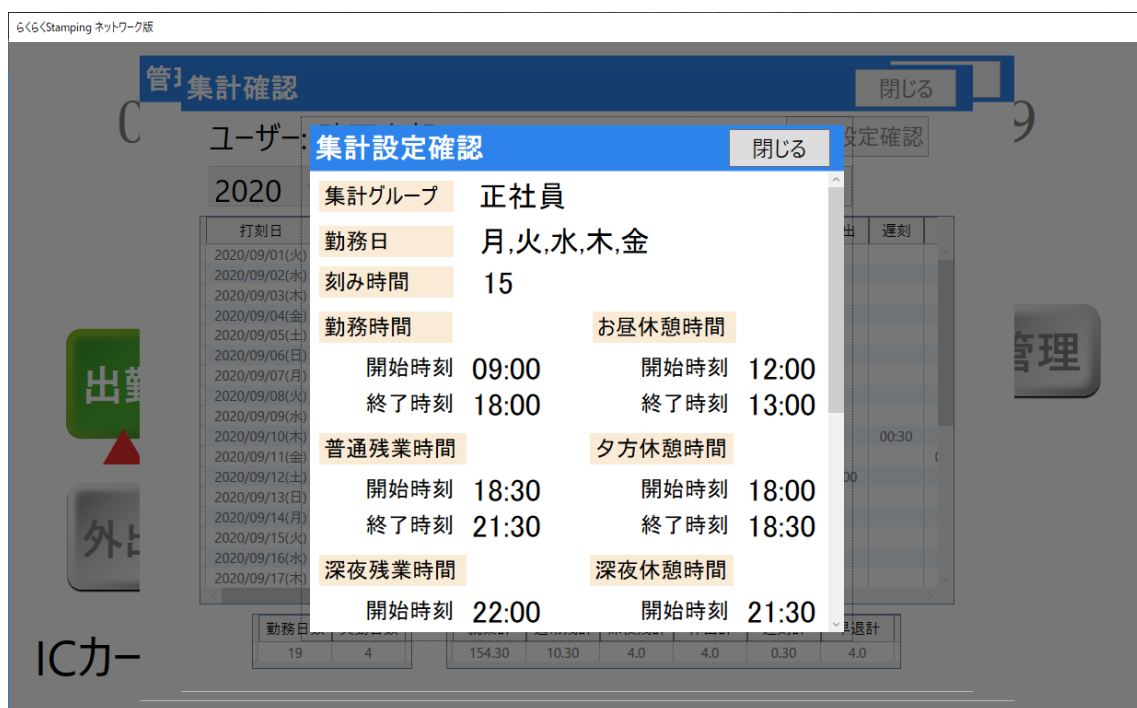 らくらくStamping ネットワーク版
集計確認
閉じる
ユーザー:
定確認
2020
打刻日
遅刻
2020/09/01(火)
2020/09/02(水)
2020/09/03(木)
2020/09/04(金)
2020/09/05(土)
2020/09/06(日)
2020/09/07(月)
2020/09/08(火)
2020/09/09(水)
2020/09/10(木)
00:30
2020/09/11(金)
2020/09/12(土)
2020/09/13(日)
2020/09/14(月)
2020/09/15(火)
2020/09/16(水)
2020/09/17(木)
集計設定確認
閉じる
集計グループ 正社員
勤務日 月,火,水,木,金
刻み時間 15
勤務時間
開始時刻 09:00
終了時刻 18:00
お昼休憩時間
開始時刻 12:00
終了時刻 13:00
普通残業時間
開始時刻 18:30
終了時刻 21:30
夕方休憩時間
開始時刻 18:00
終了時刻 18:30
深夜残業時間
開始時刻 22:00
深夜休憩時間
開始時刻 21:30
19 4
154.30 10.30 4.0 4.0 0.30 4.0
管理
ICカー